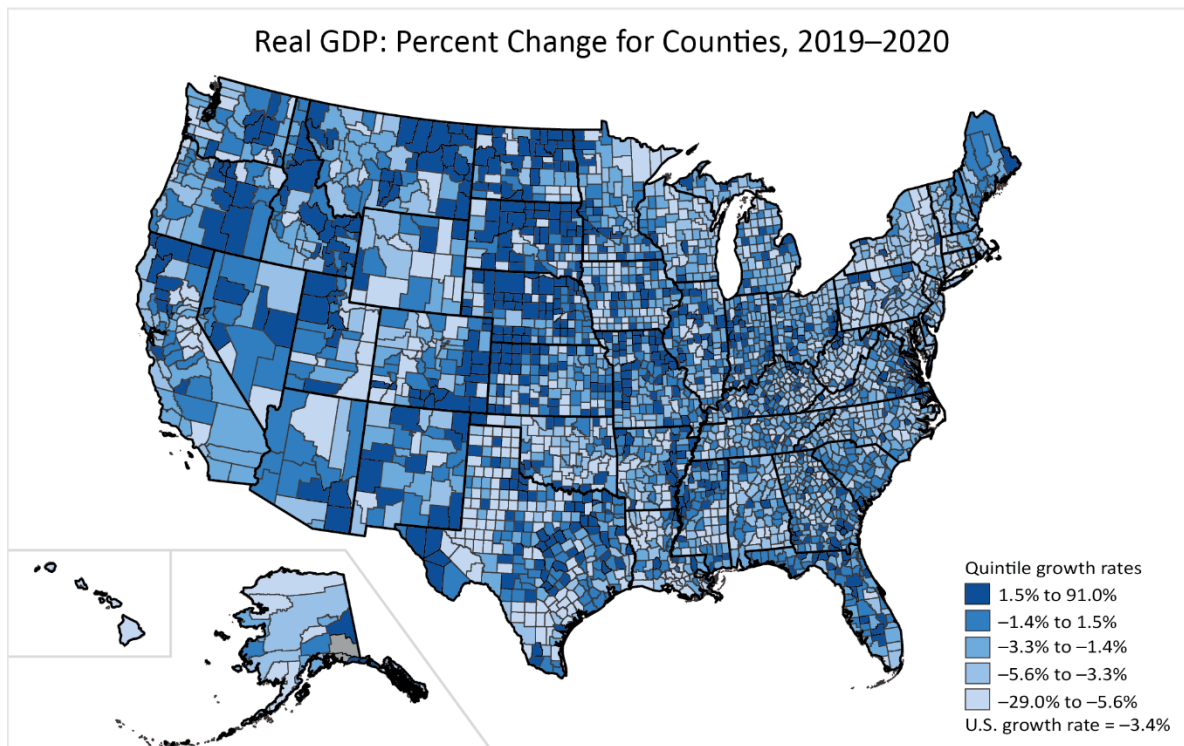 Real GDP: Percent Change for Counties, 2019–2020
Quintile growth rates
1.5% to 91.0%
–1.4% to 1.5%
–3.3% to –1.4%
–5.6% to –3.3%
–29.0% to –5.6%
U.S. growth rate = –3.4%